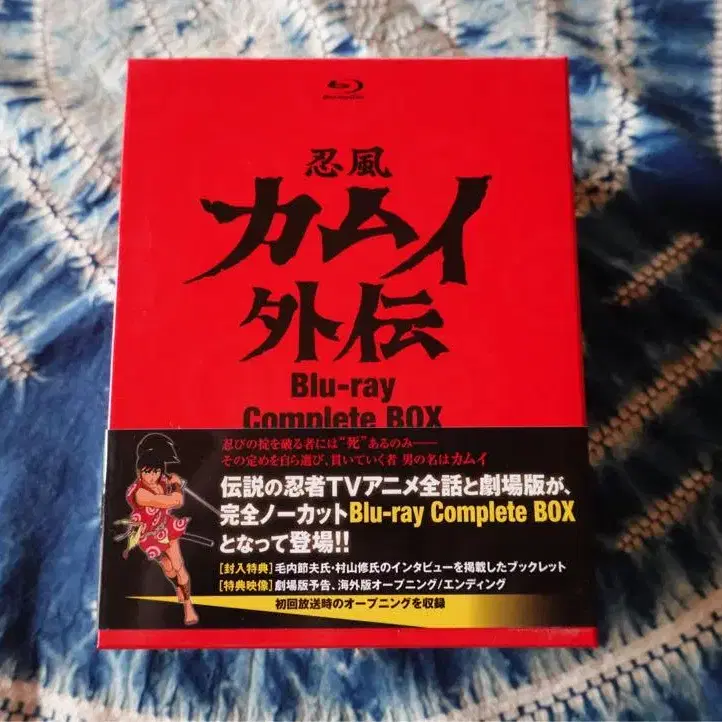 Blu-ray Disc
忍風
カムイ
外伝
Blu-ray
Complete BOX
忍びの掟を破る者には“死”あるのみ――
その定めを自ら選び、貫いていく者 男の名はカムイ
伝説の忍者TVアニメ全話と劇場版が、
完全ノーカットBlu-ray Complete BOX
となって登場!!
[封入特典]毛内節夫氏・村山修氏のインタビューを掲載したブックレット
[特典映像]劇場版予告、海外版オープニング/エンディング
初回放送時のオープニングを収録